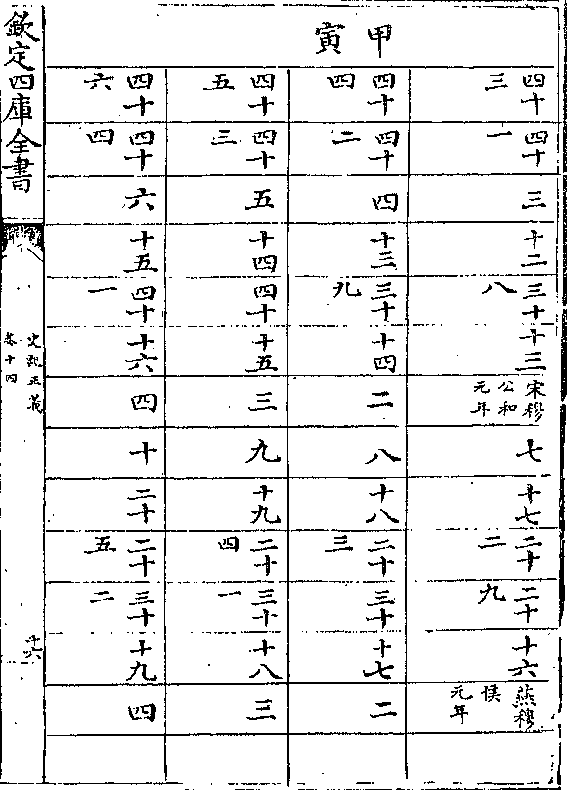 甲寅
四十三
四十一
三
十二
三十八
十三
宋穆公和元年
七
十七
二十二
二十九
十六
燕穆侯元年
四十四
四十二
四
十三
三十九
十四
二
八
十八
二十三
三十
十七
二
四十五
四十三
五
十四
四十
十五
三
九
十九
二十四
三十一
十八
三
四十六
四十四
六
十五
四十一
十六
四
十
二十
二十五
三十二
十九
四
欽定四庫全書
史記正義
卷十四
十六